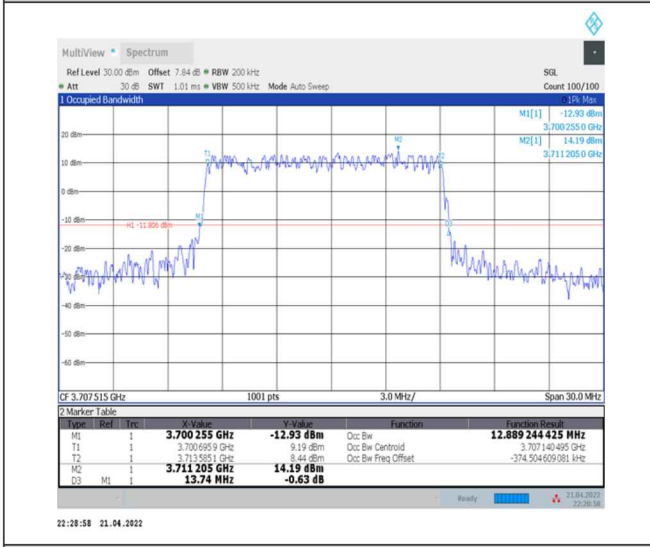 MultiView Spectrum
Ref Level 30.00 dBm Offset 7.84 dB RBW 200 kHz SGL
Att 30 dB SWT 1.01 ms VBW 500 kHz Mode Auto Sweep Count 100/100
1 Occupied Bandwidth 1Pk Max
M1[1] -12.93 dBm
3.700 255 0 GHz
M2[1] 14.19 dBm
3.711 205 0 GHz
20 dBm
M2
T1 T2
10 dBm
0 dBm
-10 dBm
M1
H1 -11.806 dBm
D3
-20 dBm
-30 dBm
-40 dBm
-50 dBm
-60 dBm
CF 3.707 515 GHz 1001 pts 3.0 MHz/ Span 30.0 MHz
2 Marker Table
Type Ref Trc X-Value Y-Value Function Function Result
M1 1 3.700 255 GHz -12.93 dBm Occ Bw 12.889 244 425 MHz
T1 1 3.700 695 9 GHz 9.19 dBm Occ Bw Centroid 3.707 140 495 GHz
T2 1 3.713 585 1 GHz 8.44 dBm Occ Bw Freq Offset -374.504 609 081 kHz
M2 1 3.711 205 GHz 14.19 dBm
D3 M1 1 13.74 MHz -0.63 dB
Ready 21.04.2022
22:28:58
22:28:58 21.04.2022